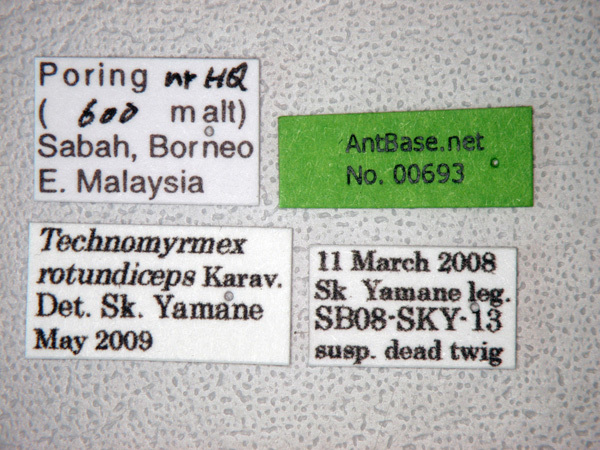 Poring nr HQ
( 600 m alt)
Sabah, Borneo
E. Malaysia
AntBase.net
No. 00693
Technomyrmex
rotundiceps Karav.
Det. Sk. Yamane
May 2009
11 March 2008
Sk Yamane leg.
SB08-SKY-13
susp. dead twig